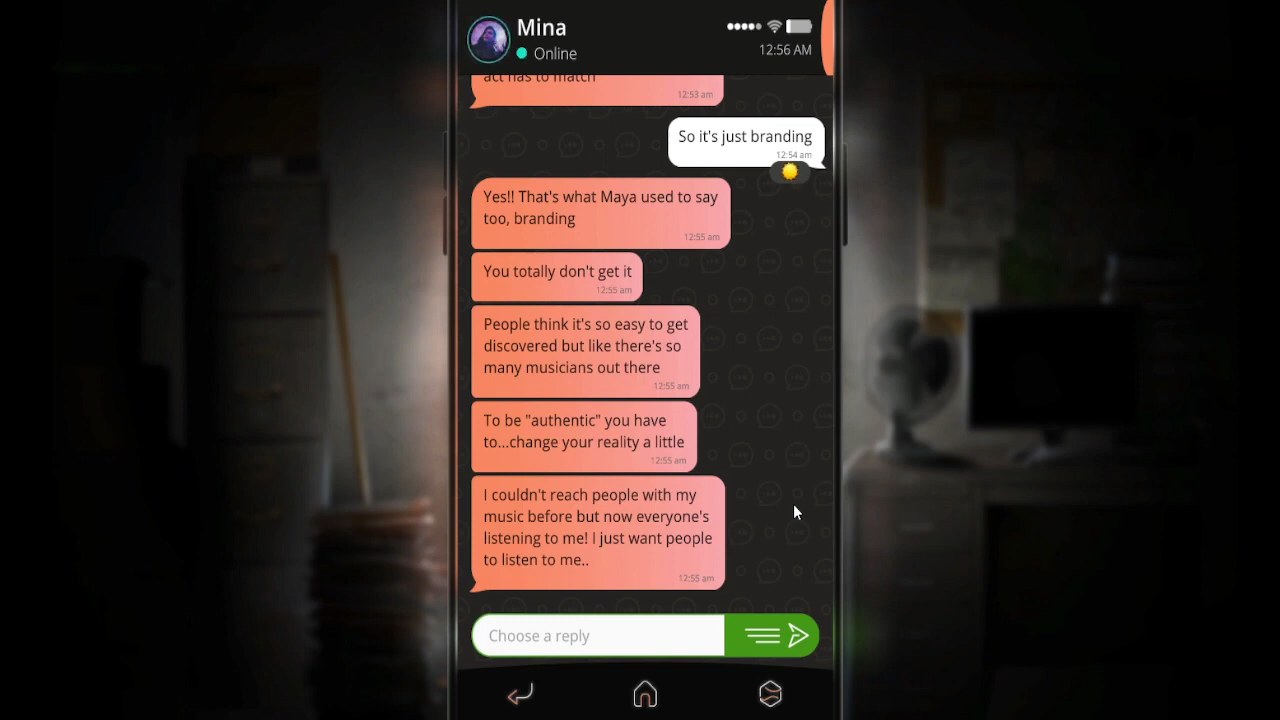 Mina
Online
12:56 AM
act has to match
12:53 am
So it's just branding
12:54 am
Yes!! That's what Maya used to say
too, branding
12:55 am
You totally don't get it
12:55 am
People think it's so easy to get
discovered but like there's so
many musicians out there
12:55 am
To be "authentic" you have
to...change your reality a little
12:55 am
I couldn't reach people with my
music before but now everyone's
listening to me! I just want people
to listen to me..
12:55 am
Choose a reply